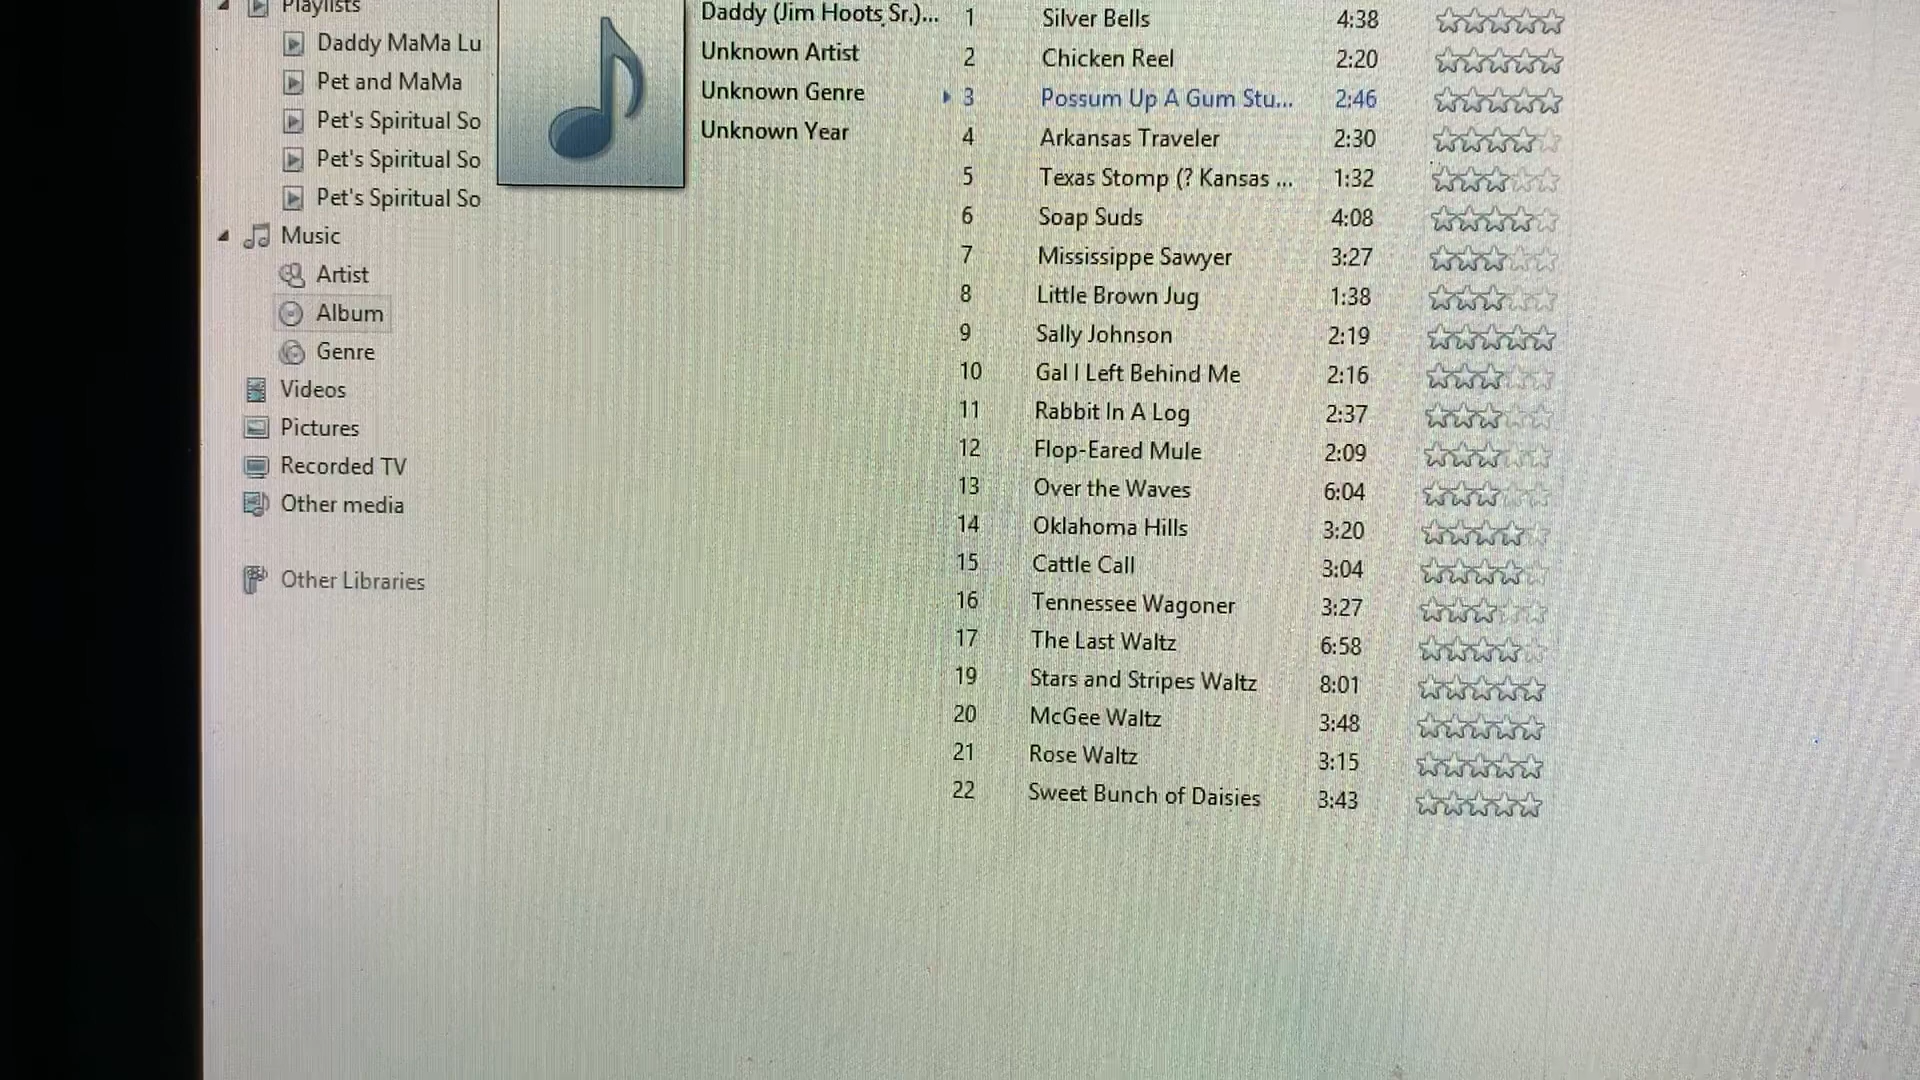 Playlists
Daddy MaMa Lu
Pet and MaMa
Pet's Spiritual So
Pet's Spiritual So
Pet's Spiritual So
Music
Artist
Album
Genre
Videos
Pictures
Recorded TV
Other media
Other Libraries
Daddy (Jim Hoots, Sr.)...
Unknown Artist
Unknown Genre
Unknown Year
1 Silver Bells 4:38
2 Chicken Reel 2:20
3 Possum Up A Gum Stu... 2:46
4 Arkansas Traveler 2:30
5 Texas Stomp (? Kansas ... 1:32
6 Soap Suds 4:08
7 Mississippe Sawyer 3:27
8 Little Brown Jug 1:38
9 Sally Johnson 2:19
10 Gal I Left Behind Me 2:16
11 Rabbit In A Log 2:37
12 Flop-Eared Mule 2:09
13 Over the Waves 6:04
14 Oklahoma Hills 3:20
15 Cattle Call 3:04
16 Tennessee Wagoner 3:27
17 The Last Waltz 6:58
19 Stars and Stripes Waltz 8:01
20 McGee Waltz 3:48
21 Rose Waltz 3:15
22 Sweet Bunch of Daisies 3:43